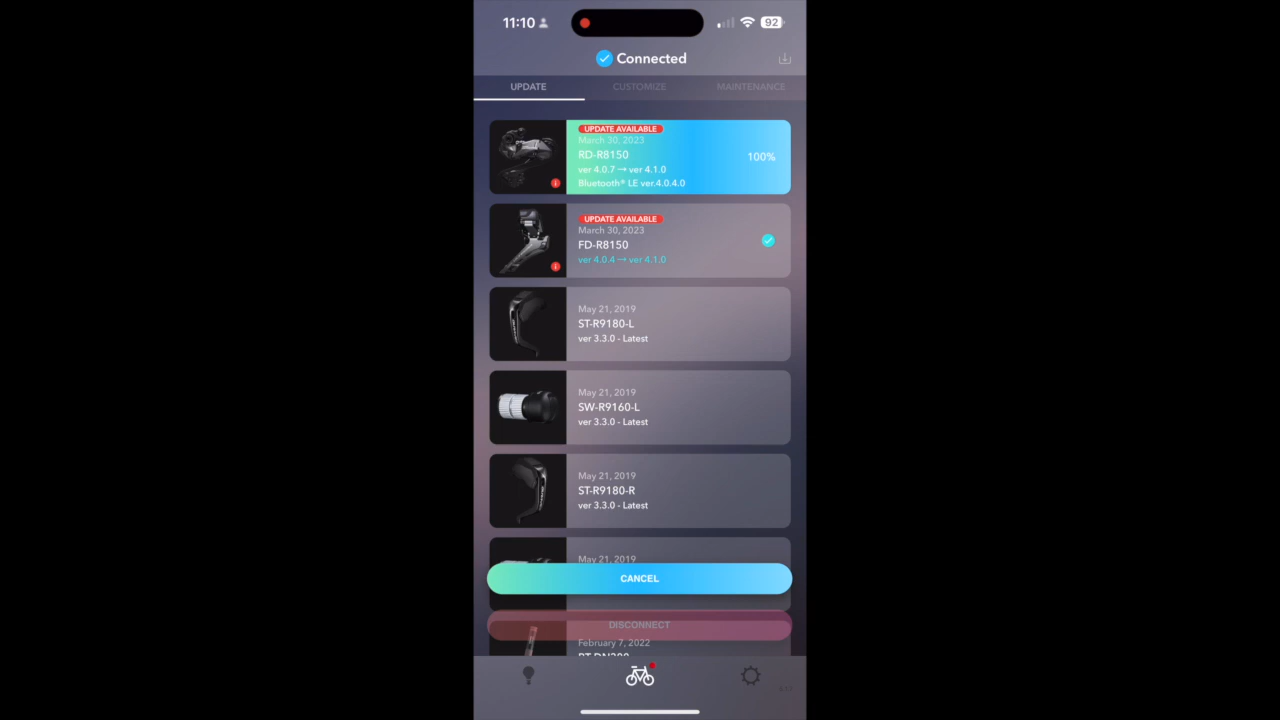 11:10
92
Connected
UPDATE CUSTOMIZE MAINTENANCE
UPDATE AVAILABLE
March 30, 2023
RD-R8150
100%
ver 4.0.7 → ver 4.1.0
Bluetooth® LE ver.4.0.4.0
UPDATE AVAILABLE
March 30, 2023
FD-R8150
ver 4.0.4 → ver 4.1.0
May 21, 2019
ST-R9180-L
ver 3.3.0 - Latest
May 21, 2019
SW-R9160-L
ver 3.3.0 - Latest
May 21, 2019
ST-R9180-R
ver 3.3.0 - Latest
May 21, 2019
CANCEL
DISCONNECT
February 7, 2022
BT-DN300